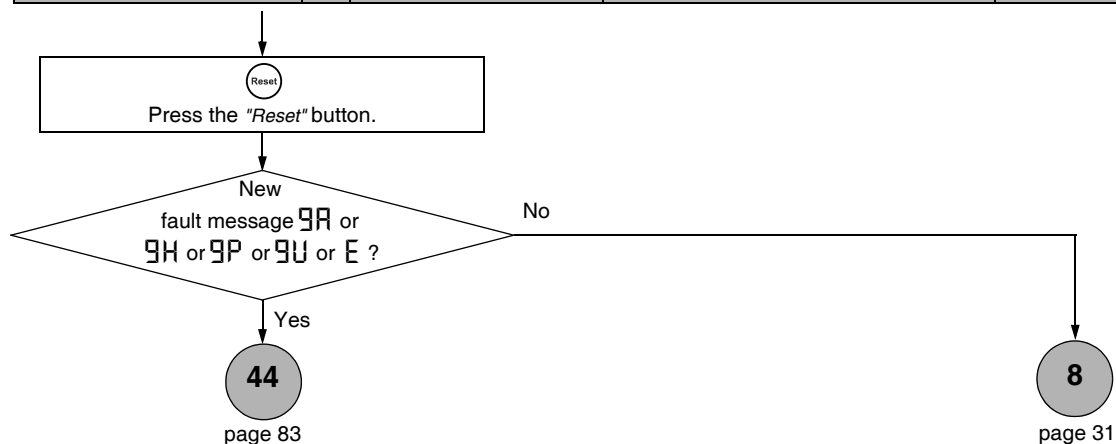 Reset
Press the "Reset" button.
New
fault message 9A or
9H or 9P or 9U or E ?
No
Yes
44
page 83
8
page 31